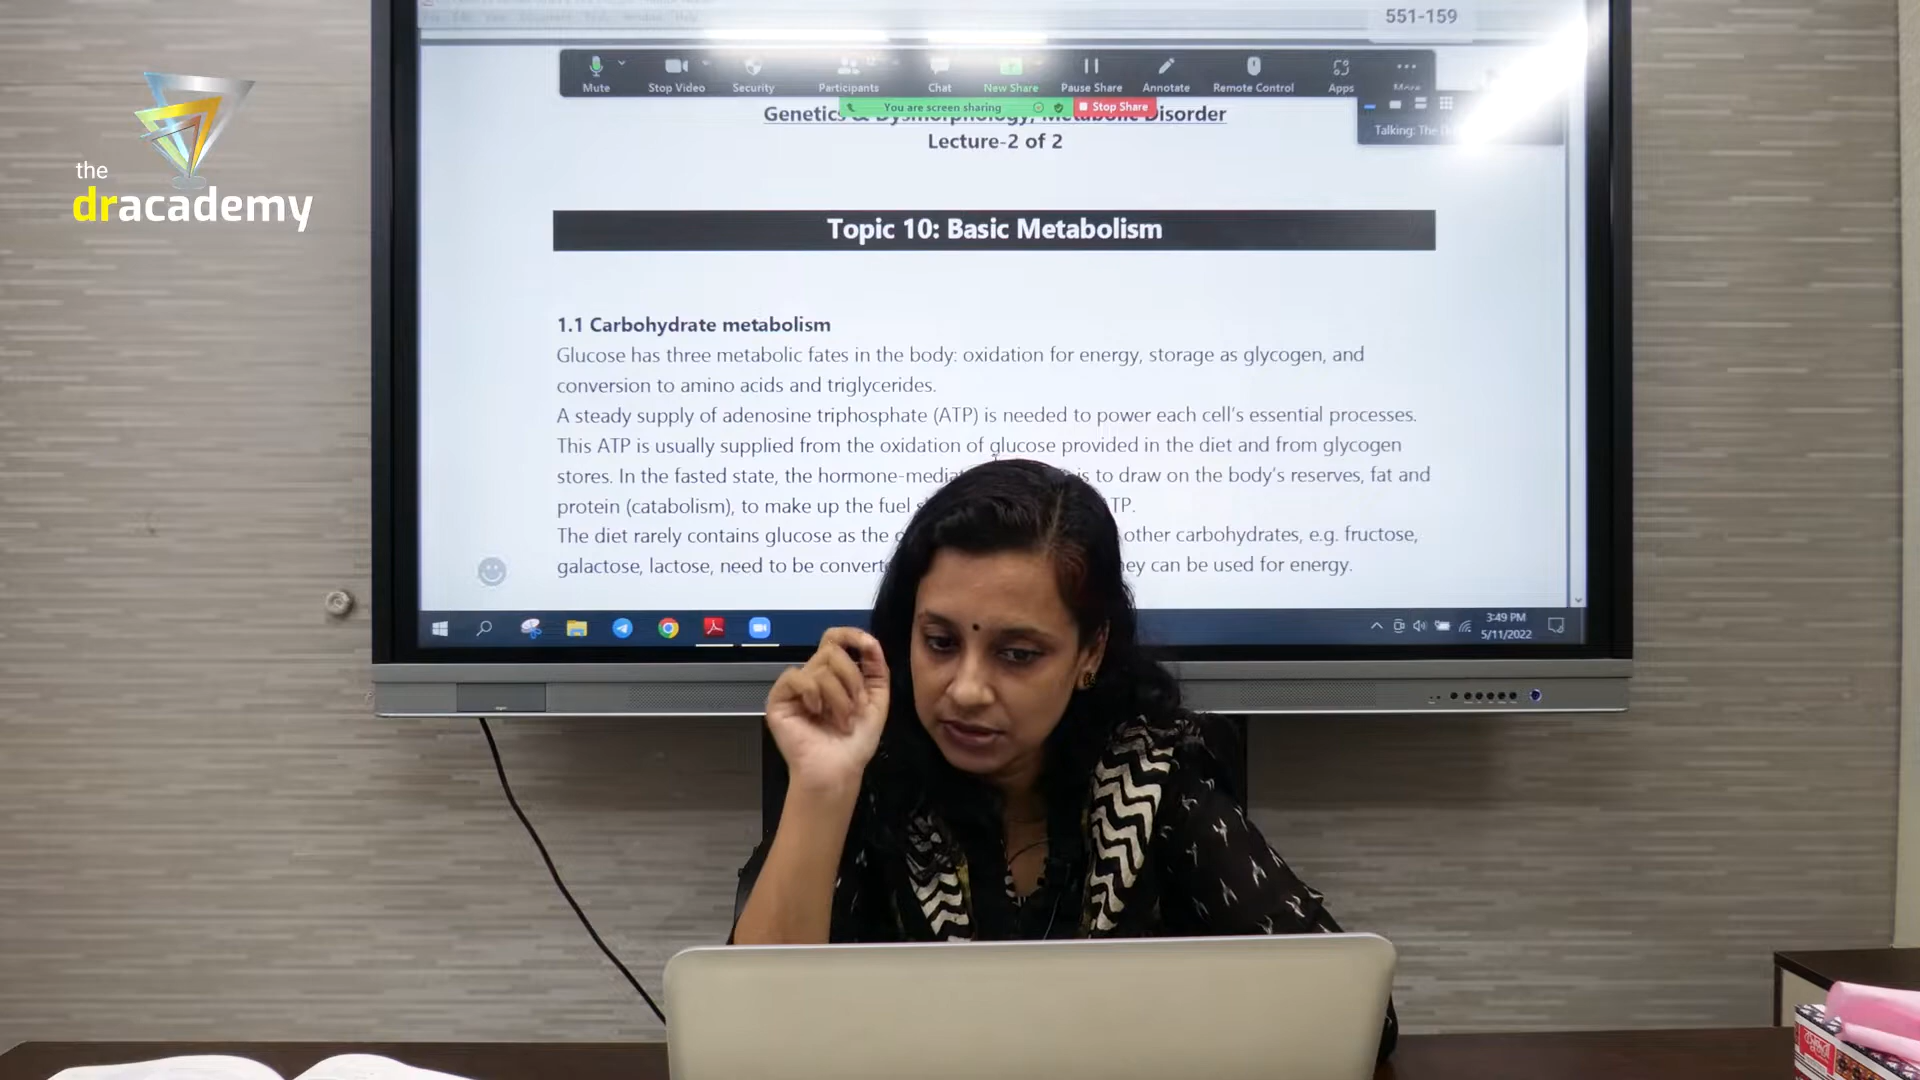 551-159
Mute
Stop Video
Security
Participants
Chat
New Share
Pause Share
Annotate
Remote Control
Apps
More
You are screen sharing
Stop Share
Talking: The
Genetics & Dysmorphology, Metabolic Disorder
Lecture-2 of 2
the
dracademy
Topic 10: Basic Metabolism
1.1 Carbohydrate metabolism
Glucose has three metabolic fates in the body: oxidation for energy, storage as glycogen, and
conversion to amino acids and triglycerides.
A steady supply of adenosine triphosphate (ATP) is needed to power each cell's essential processes.
This ATP is usually supplied from the oxidation of glucose provided in the diet and from glycogen
stores. In the fasted state, the is to draw on the body's reserves, fat and
protein (catabolism), to make up the fuel
The diet rarely contains glucose as the other carbohydrates, e.g. fructose,
galactose, lactose, need to be can be used for energy.
3:49 PM
5/11/2022